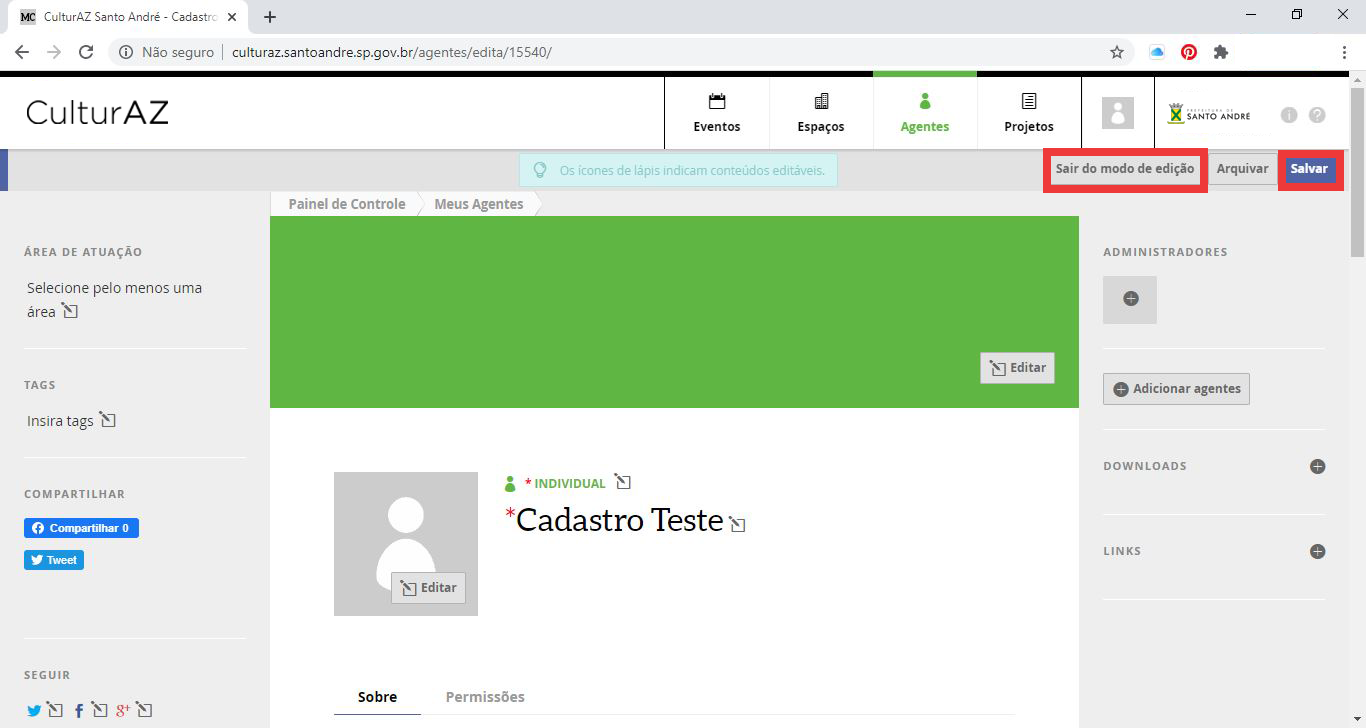 MC CulturAZ Santo André - Cadastro
Não seguro culturaz.santoandre.sp.gov.br/agentes/edita/15540/
CulturAZ
Eventos
Espaços
Agentes
Projetos
PREFEITURA DE
SANTO ANDRÉ
Os ícones de lápis indicam conteúdos editáveis.
Sair do modo de edição
Arquivar
Salvar
Painel de Controle
Meus Agentes
ÁREA DE ATUAÇÃO
Selecione pelo menos uma
área
TAGS
Insira tags
COMPARTILHAR
Compartilhar 0
Tweet
SEGUIR
Editar
Editar
* INDIVIDUAL
*Cadastro Teste
Sobre
Permissões
ADMINISTRADORES
Adicionar agentes
DOWNLOADS
LINKS